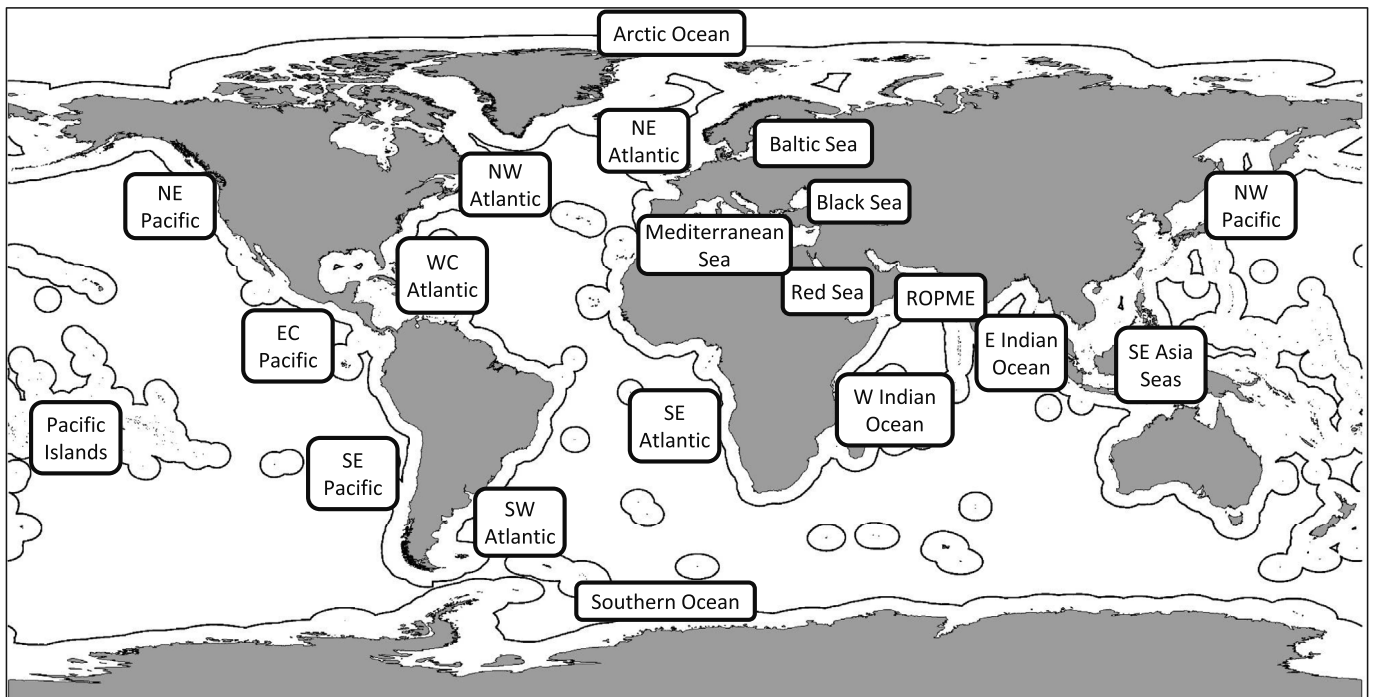 Arctic Ocean
NE
Atlantic
Baltic Sea
NW
Atlantic
NE
Pacific
Black Sea
NW
Pacific
Mediterranean
Sea
WC
Atlantic
Red Sea
ROPME
EC
Pacific
E Indian
Ocean
SE Asia
Seas
Pacific
Islands
SE
Atlantic
W Indian
Ocean
SE
Pacific
SW
Atlantic
Southern Ocean